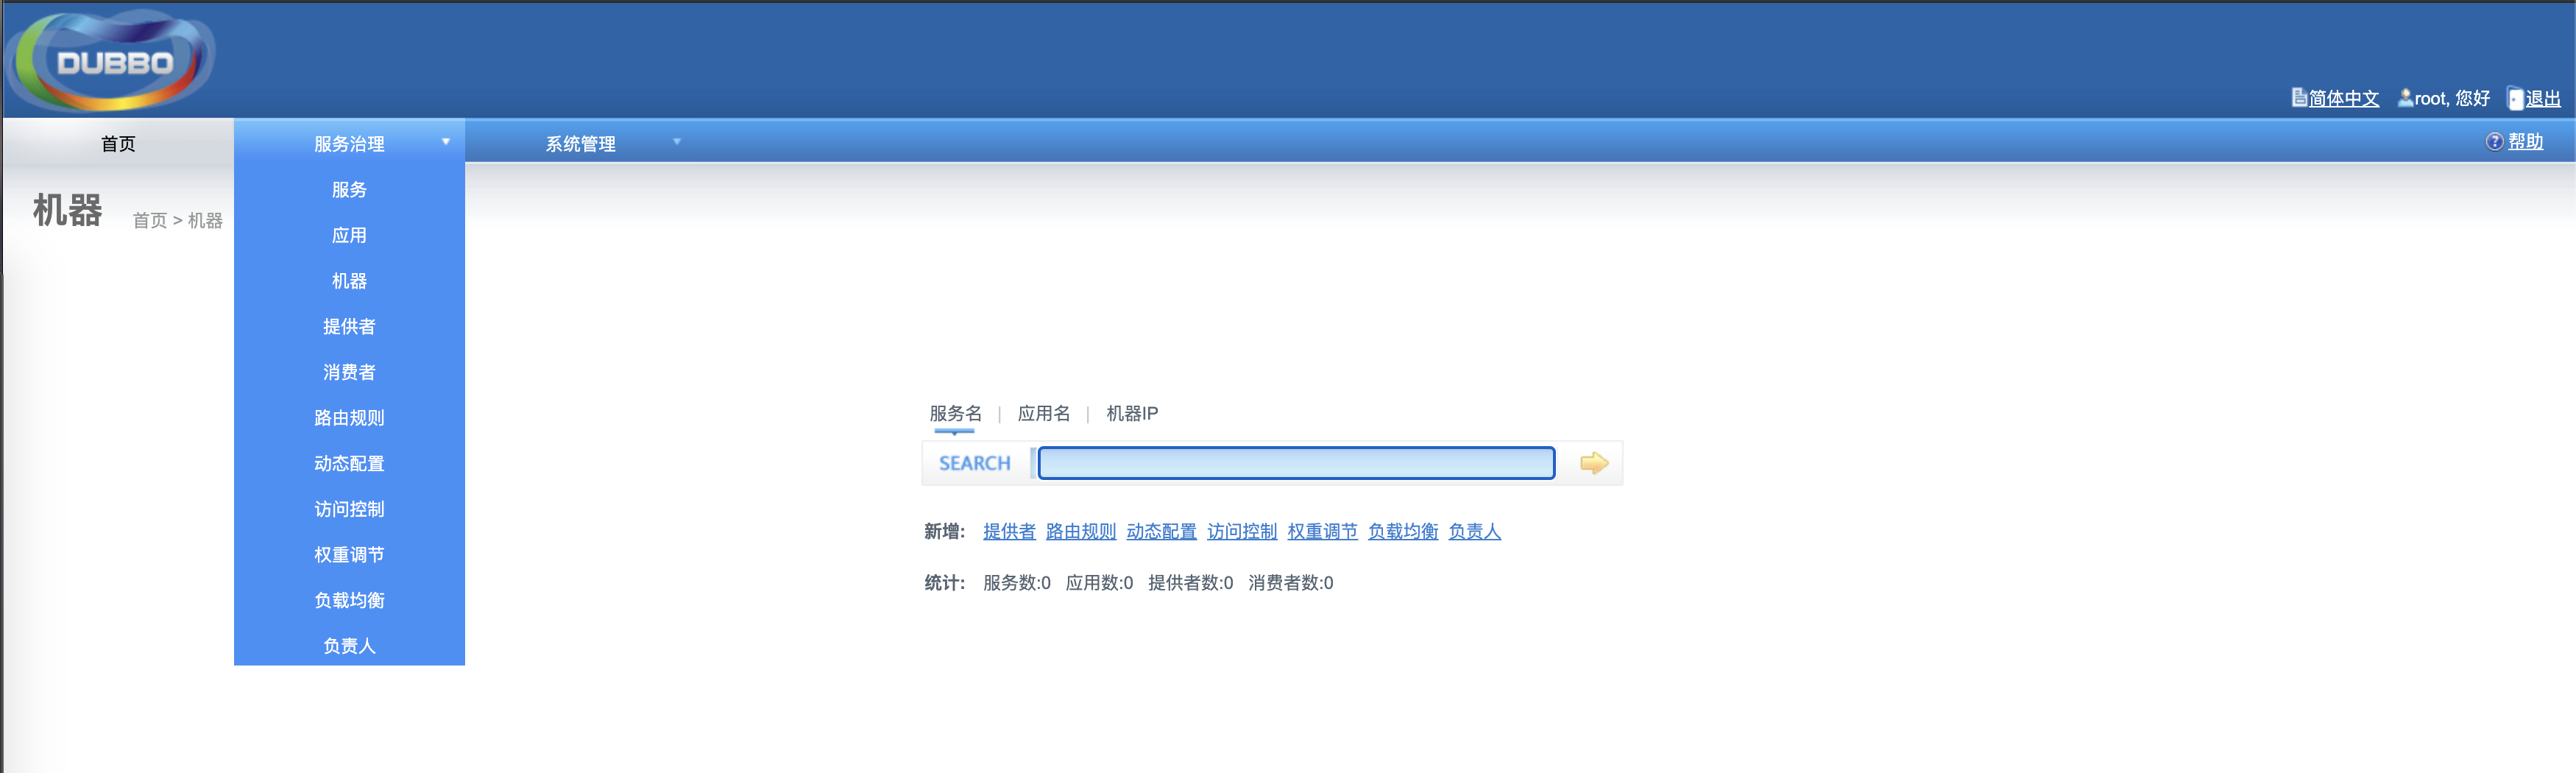 DUBBO
简体中文 root, 您好 退出
首页 服务治理 系统管理 帮助
机器 首页 > 机器
服务
应用
机器
提供者
消费者
路由规则
动态配置
访问控制
权重调节
负载均衡
负责人
服务名 | 应用名 | 机器IP
SEARCH
新增: 提供者 路由规则 动态配置 访问控制 权重调节 负载均衡 负责人
统计: 服务数:0 应用数:0 提供者数:0 消费者数:0